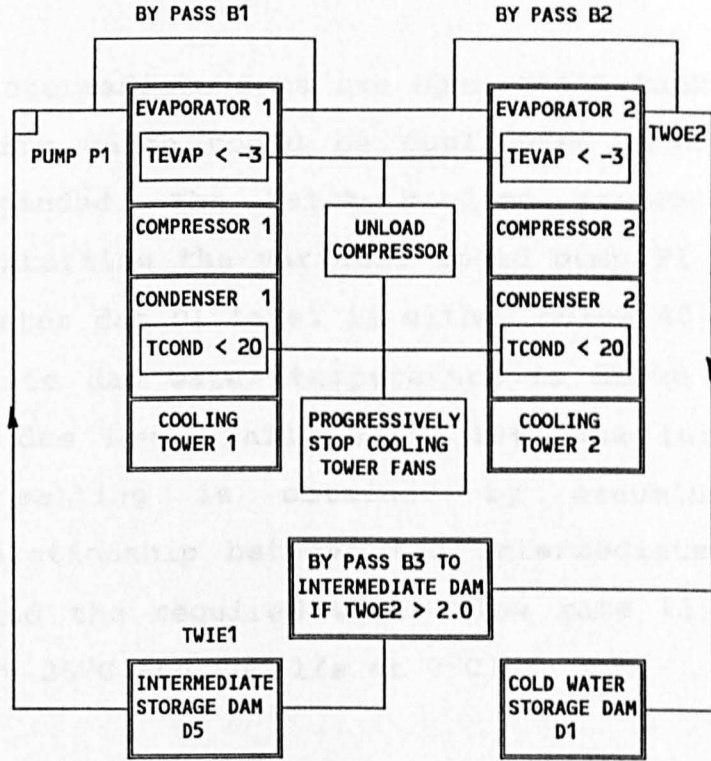 BY PASS B1
BY PASS B2
EVAPORATOR 1
TEVAP < -3
COMPRESSOR 1
CONDENSER 1
TCOND < 20
COOLING
TOWER 1
PUMP P1
UNLOAD
COMPRESSOR
PROGRESSIVELY
STOP COOLING
TOWER FANS
EVAPORATOR 2
TEVAP < -3
COMPRESSOR 2
CONDENSER 2
TCOND < 20
COOLING
TOWER 2
TWOE2
BY PASS B3 TO
INTERMEDIATE DAM
IF TWOE2 > 2.0
TWIE1
INTERMEDIATE
STORAGE DAM
D5
COLD WATER
STORAGE DAM
D1